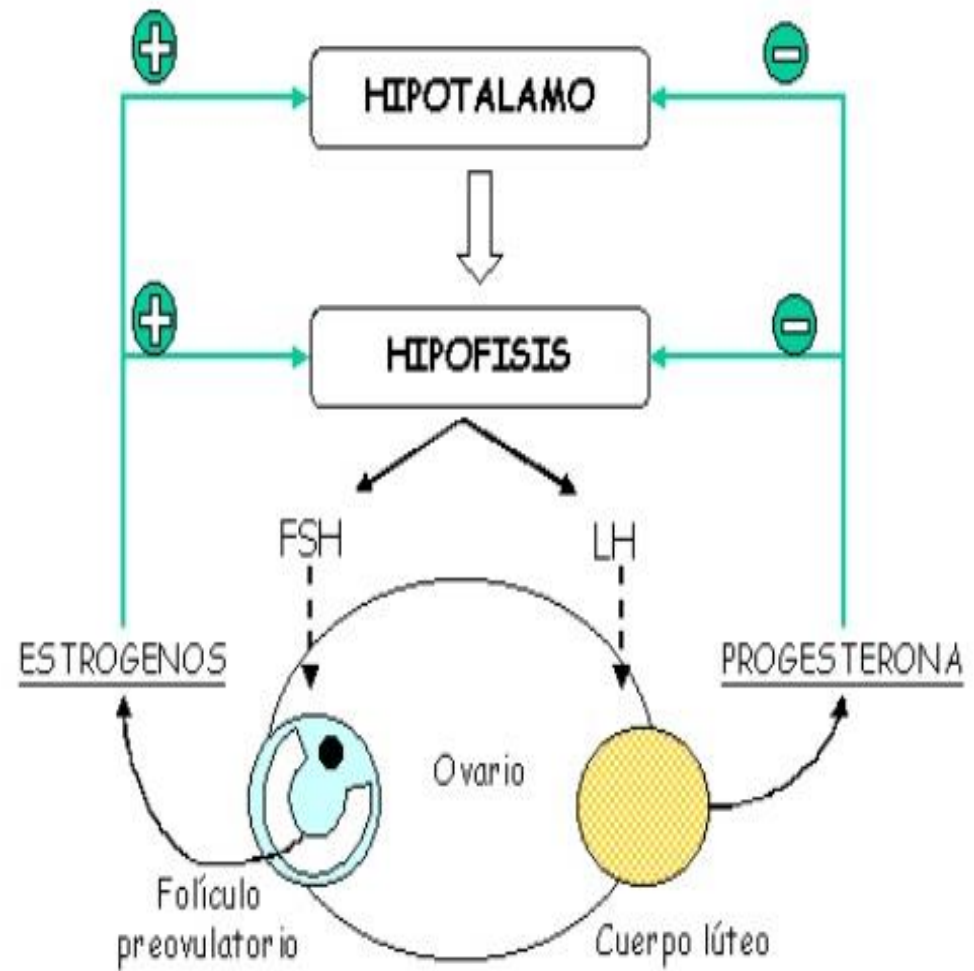 HIPOTALAMO
HIPOFISIS
FSH
LH
ESTROGENOS
PROGESTERONA
Ovario
Folículo
preovulatorio
Cuerpo lúteo